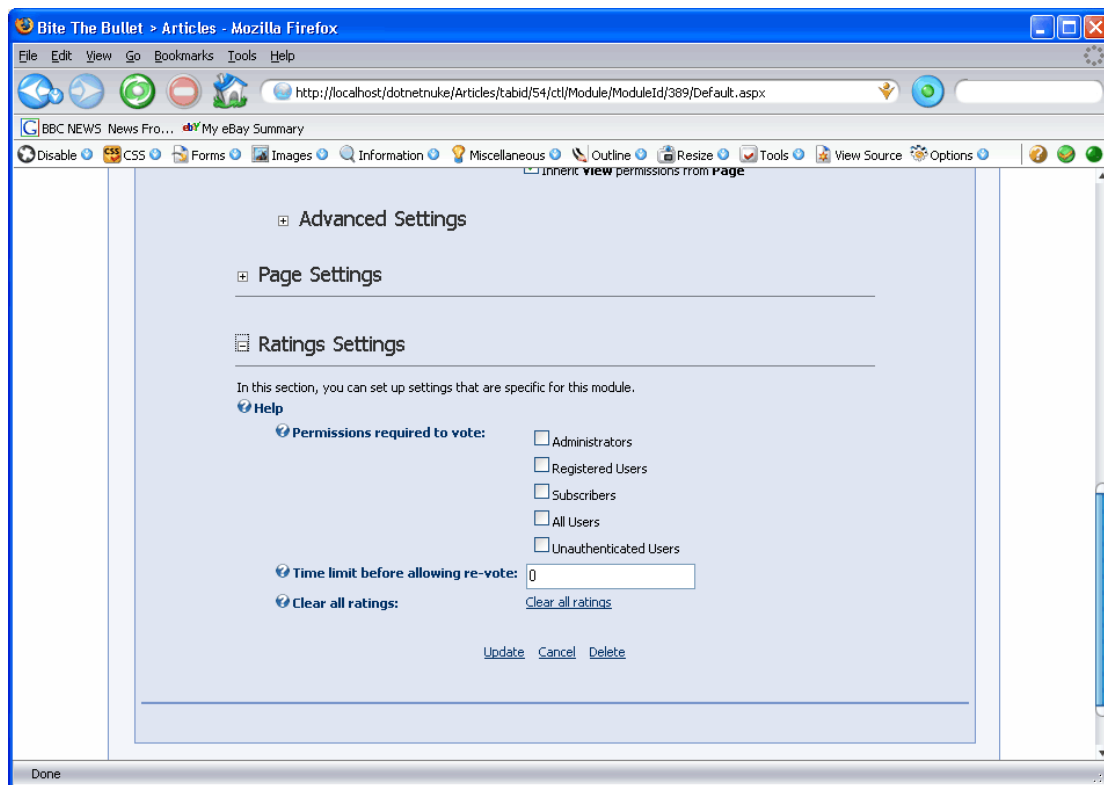 Bite The Bullet > Articles - Mozilla Firefox
File Edit View Go Bookmarks Tools Help
http://localhost/dotnetnuke/Articles/tabid/54/ctl/Module/ModuleId/389/Default.aspx
G BBC NEWS News Fro... ebY My eBay Summary
Disable CSS CSS Forms Images Information Miscellaneous Outline Resize Tools View Source Options
Inherit View permissions from Page
Advanced Settings
Page Settings
Ratings Settings
In this section, you can set up settings that are specific for this module.
Help
Permissions required to vote:
Administrators
Registered Users
Subscribers
All Users
Unauthenticated Users
Time limit before allowing re-vote: 0
Clear all ratings: Clear all ratings
Update Cancel Delete
Done